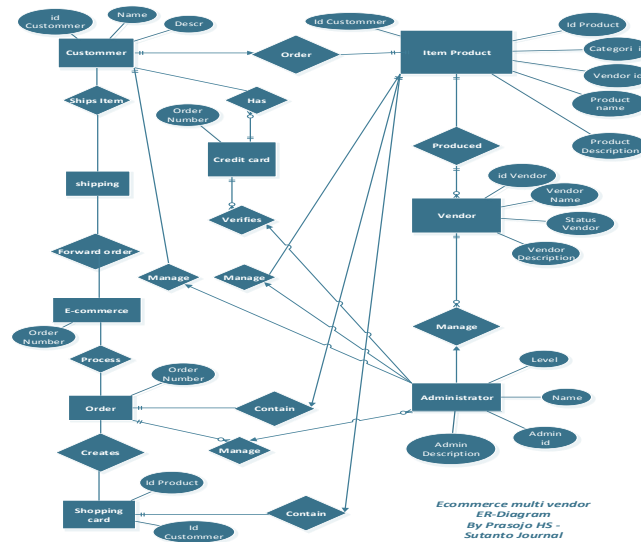 id
Custommer
Name
Descr
Id Custommer
Id Product
Custommer
Order
Item Product
Categori i
Vendor id
Ships Item
Has
Product
name
Order
Number
Produced
Product
Description
Credit card
shipping
id Vendor
Vendor
Name
Verifies
Vendor
Status
Vendor
Forward order
Vendor
Description
Manage
Manage
E-commerce
Order
Number
Manage
Process
Order
Number
Level
Order
Contain
Administrator
Name
Creates
Manage
Admin
Description
Admin
id
Id Product
Shopping
card
Contain
Id
Custommer
Ecommerce multi vendor
ER-Diagram
By Prasojo HS -
Sutanto Journal